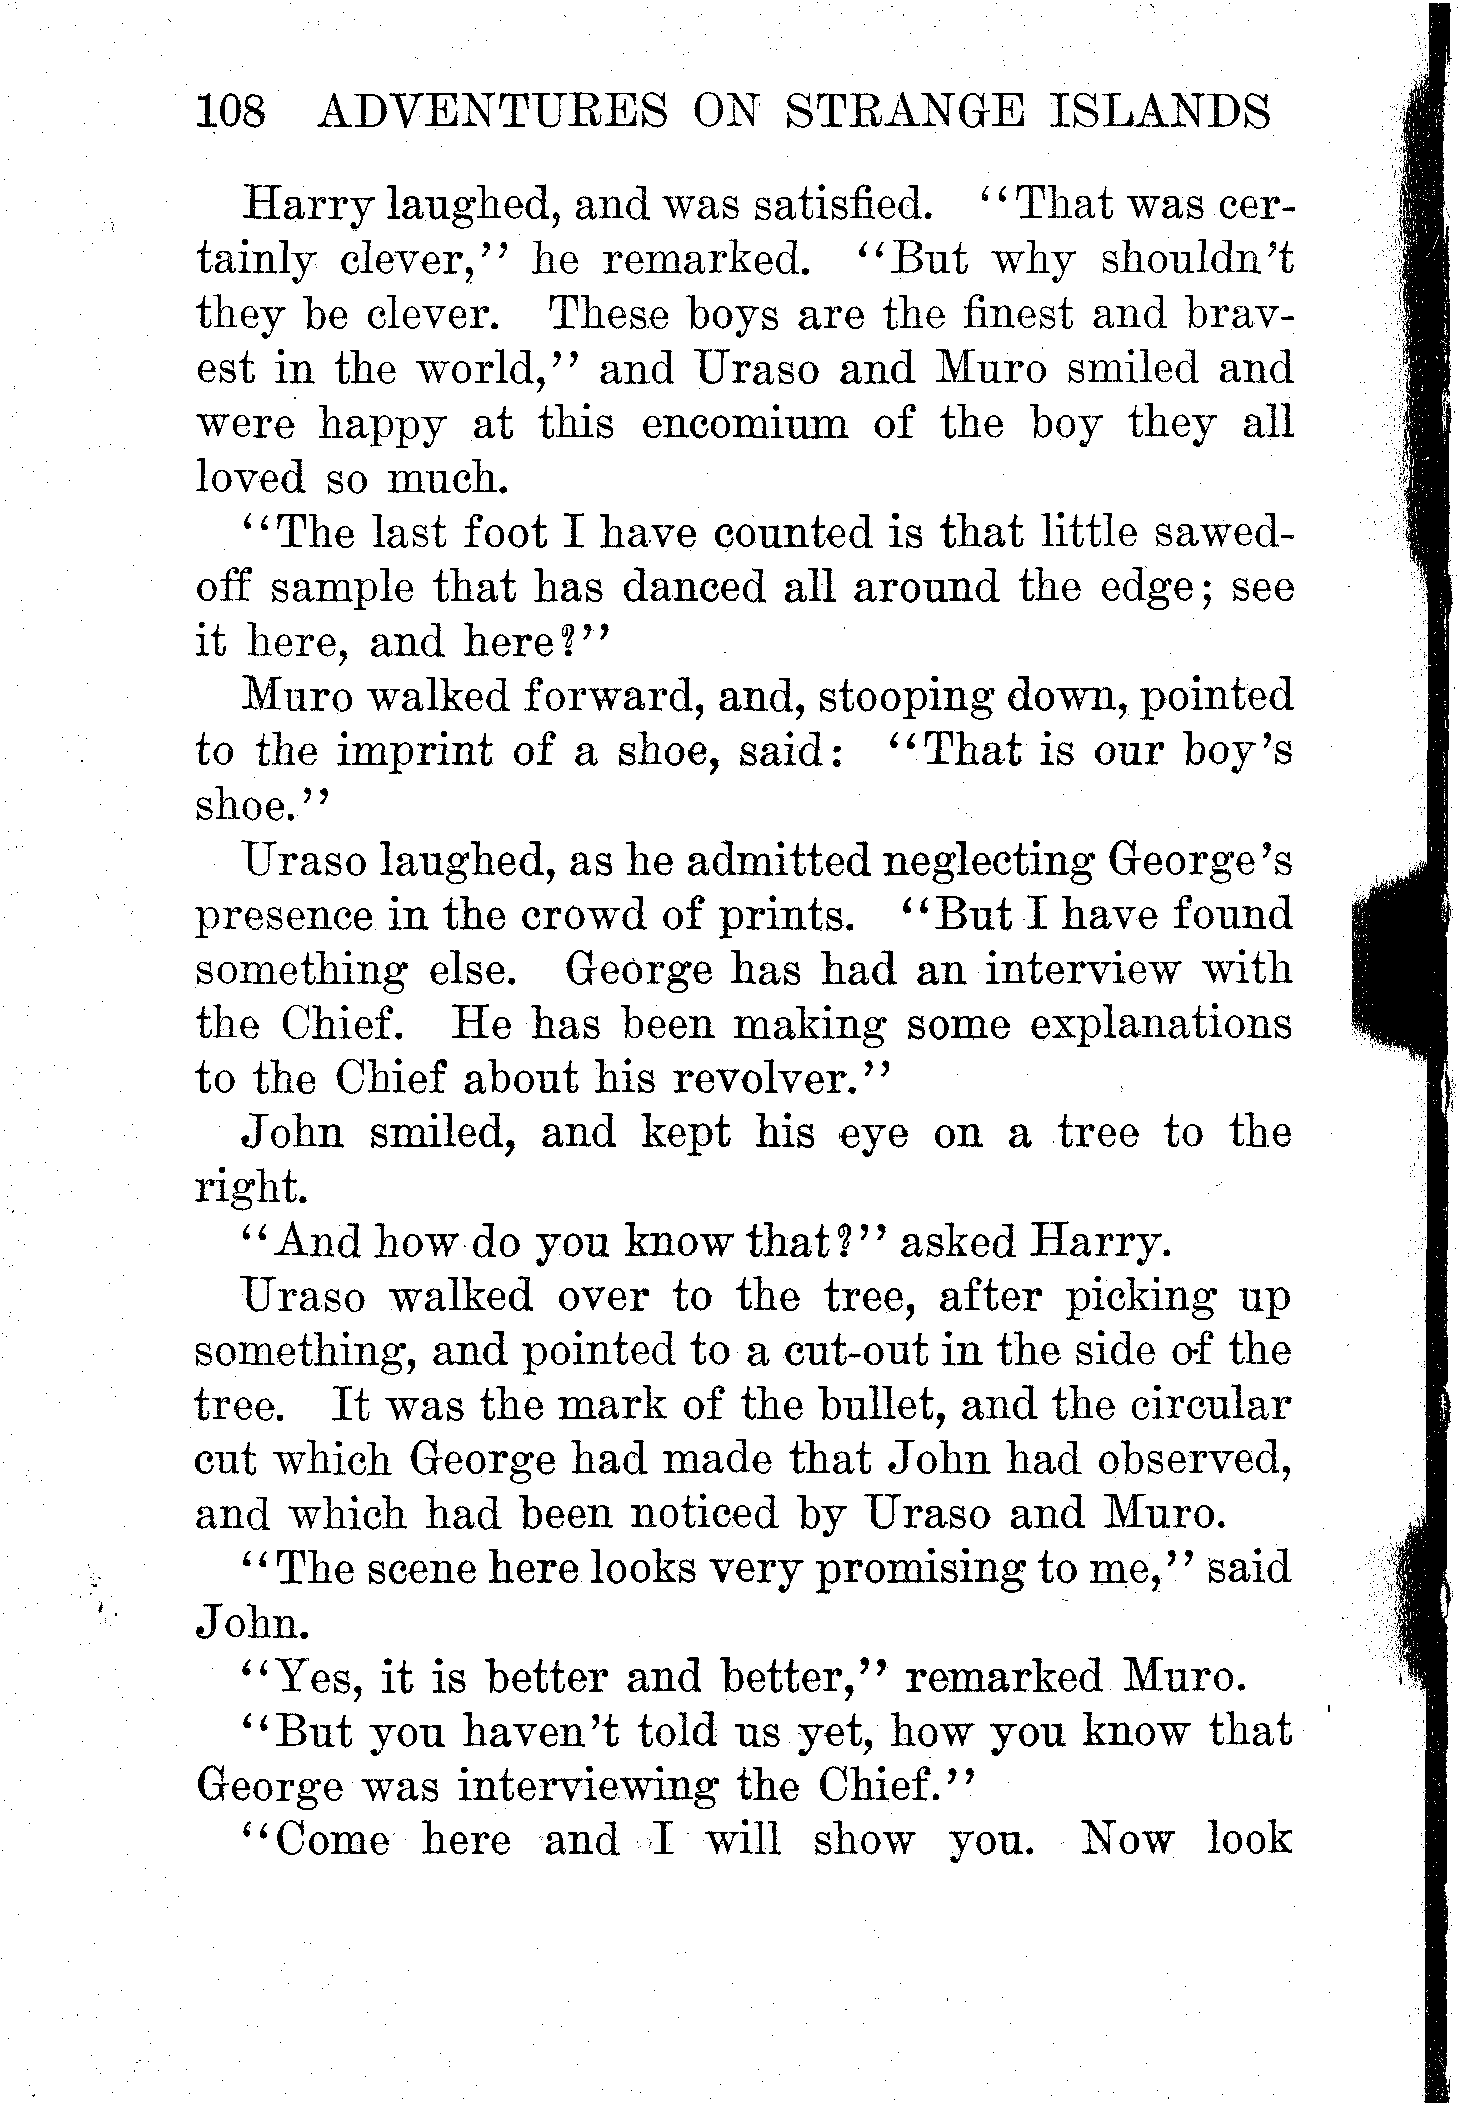 108 ADVENTURES ON STRANGE ISLANDS
Harry laughed, and was satisfied. "That was cer-
tainly clever," he remarked. "But why shouldn't
they be clever. These boys are the finest and brav-
est in the world," and Uraso and Muro smiled and
were happy at this encomium of the boy they all
loved so much.
"The last foot I have counted is that little sawed-
off sample that has danced all around the edge; see
it here, and here?"
Muro walked forward, and, stooping down, pointed
to the imprint of a shoe, said: "That is our boy's
shoe."
Uraso laughed, as he admitted neglecting George's
presence in the crowd of prints. "But I have found
something else. George has had an interview with
the Chief. He has been making some explanations
to the Chief about his revolver."
John smiled, and kept his eye on a tree to the
right.
"And how do you know that?" asked Harry.
Uraso walked over to the tree, after picking up
something, and pointed to a cut-out in the side of the
tree. It was the mark of the bullet, and the circular
cut which George had made that John had observed,
and which had been noticed by Uraso and Muro.
"The scene here looks very promising to me," said
John.
"Yes, it is better and better," remarked Muro.
"But you haven't told us yet, how you know that
George was interviewing the Chief."
"Come here and I will show you. Now look